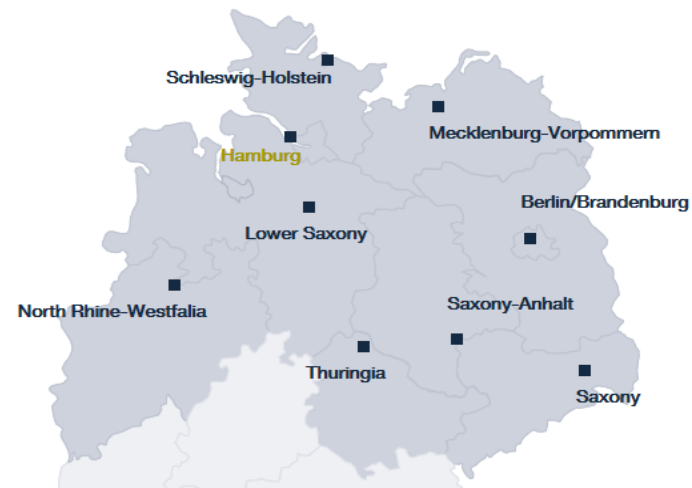 Schleswig-Holstein
Mecklenburg-Vorpommern
Hamburg
Berlin/Brandenburg
Lower Saxony
Saxony-Anhalt
North Rhine-Westfalia
Thuringia
Saxony